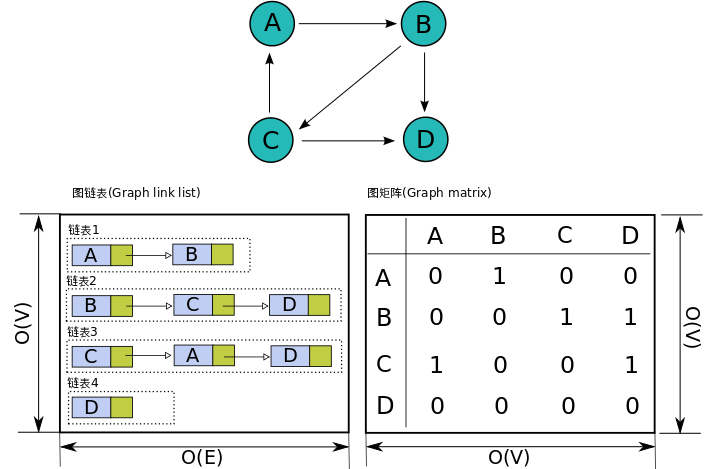 A B
C D
图链表(Graph link list) 图矩阵(Graph matrix)
链表1
A B
链表2
B C D
链表3
C A D
链表4
D
O(V)
O(E)
A B C D
A 0 1 0 0
B 0 0 1 1
C 1 0 0 1
D 0 0 0 0
O(V)
O(V)